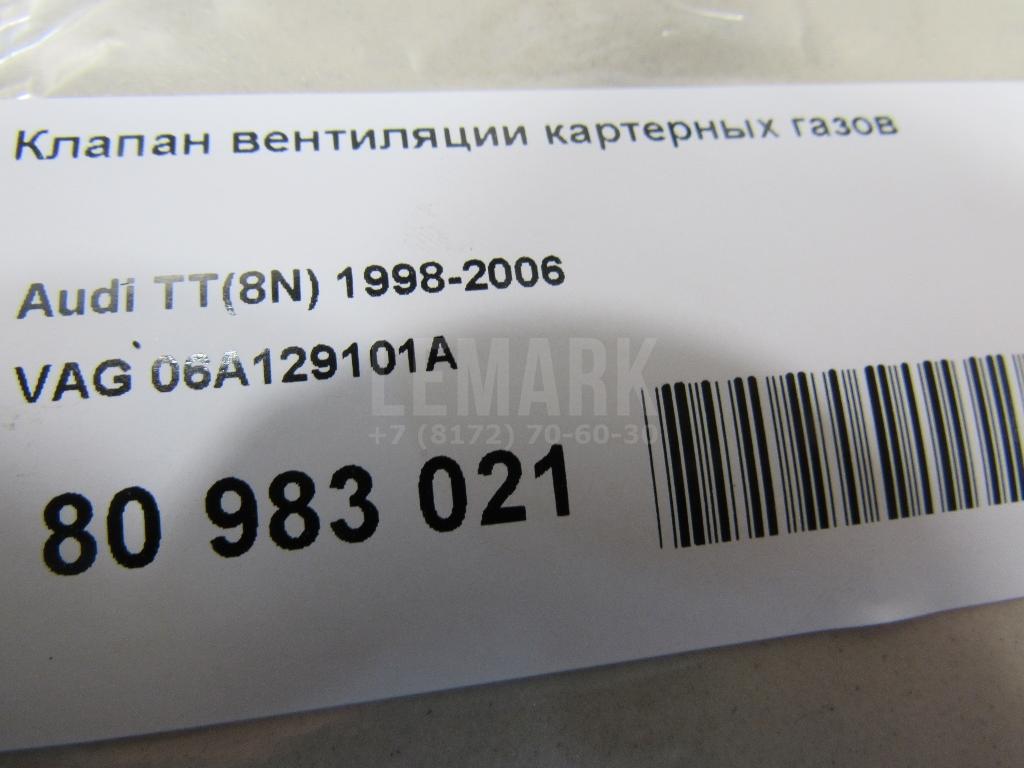 Клапан вентиляции картерных газов
Audi TT(8N) 1998-2006
VAG 06A129101A
LEMARK
+7 (8172) 70-60-30
80 983 021